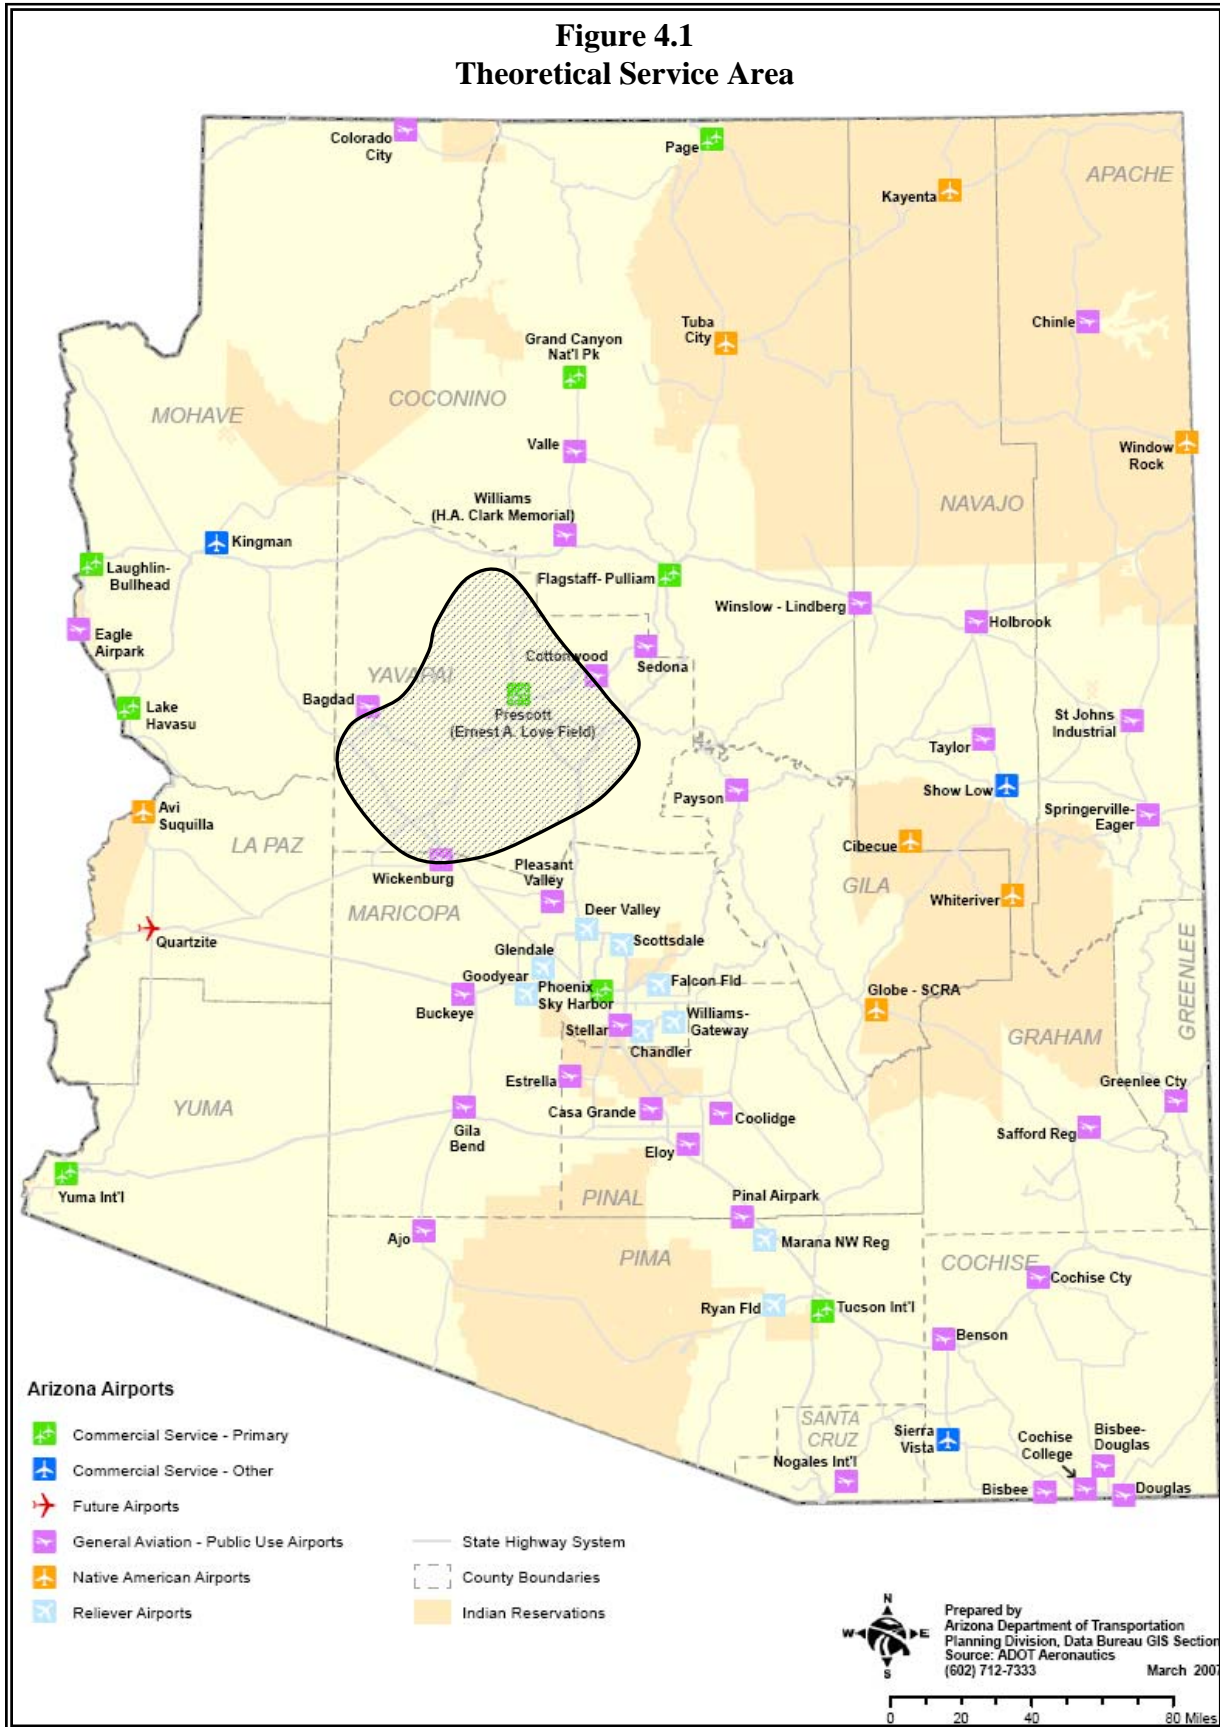 Figure 4.1
Theoretical Service Area
Colorado
City
Page
Kayenta
APACHE
Tuba
City
Chinle
Grand Canyon
Nat'l Pk
COCONINO
MOHAVE
Valle
Window
Rock
Williams
(H.A. Clark Memorial)
NAVAJO
Kingman
Laughlin-
Bullhead
Flagstaff- Pulliam
Winslow - Lindberg
Holbrook
Eagle
Airpark
Cottonwood
Sedona
YAVAPAI
Bagdad
Lake
Havasu
Prescott
(Ernest A. Love Field)
St Johns
Industrial
Taylor
Show Low
Payson
Springerville-
Eager
Avi
Suquilla
LA PAZ
Cibecue
Wickenburg
Pleasant
Valley
GILA
Whiteriver
MARICOPA
Deer Valley
Scottsdale
Quartzite
Glendale
Goodyear
Phoenix
Sky Harbor
Falcon Fld
Globe - SCRA
GREENLEE
Buckeye
Stellar
Williams-
Gateway
Chandler
GRAHAM
Estrella
Greenlee Cty
YUMA
Casa Grande
Coolidge
Gila
Bend
Safford Reg
Eloy
Yuma Int'l
PINAL
Pinal Airpark
Ajo
Marana NW Reg
PIMA
COCHISE
Cochise Cty
Ryan Fld
Tucson Int'l
Benson
SANTA
CRUZ
Sierra
Vista
Cochise
College
Bisbee-
Douglas
Nogales Int'l
Bisbee
Douglas
Arizona Airports
Commercial Service - Primary
Commercial Service - Other
Future Airports
General Aviation - Public Use Airports
Native American Airports
Reliever Airports
State Highway System
County Boundaries
Indian Reservations
N
W E
S
Prepared by
Arizona Department of Transportation
Planning Division, Data Bureau GIS Section
Source: ADOT Aeronautics
(602) 712-7333 March 2007
0 20 40 80 Miles